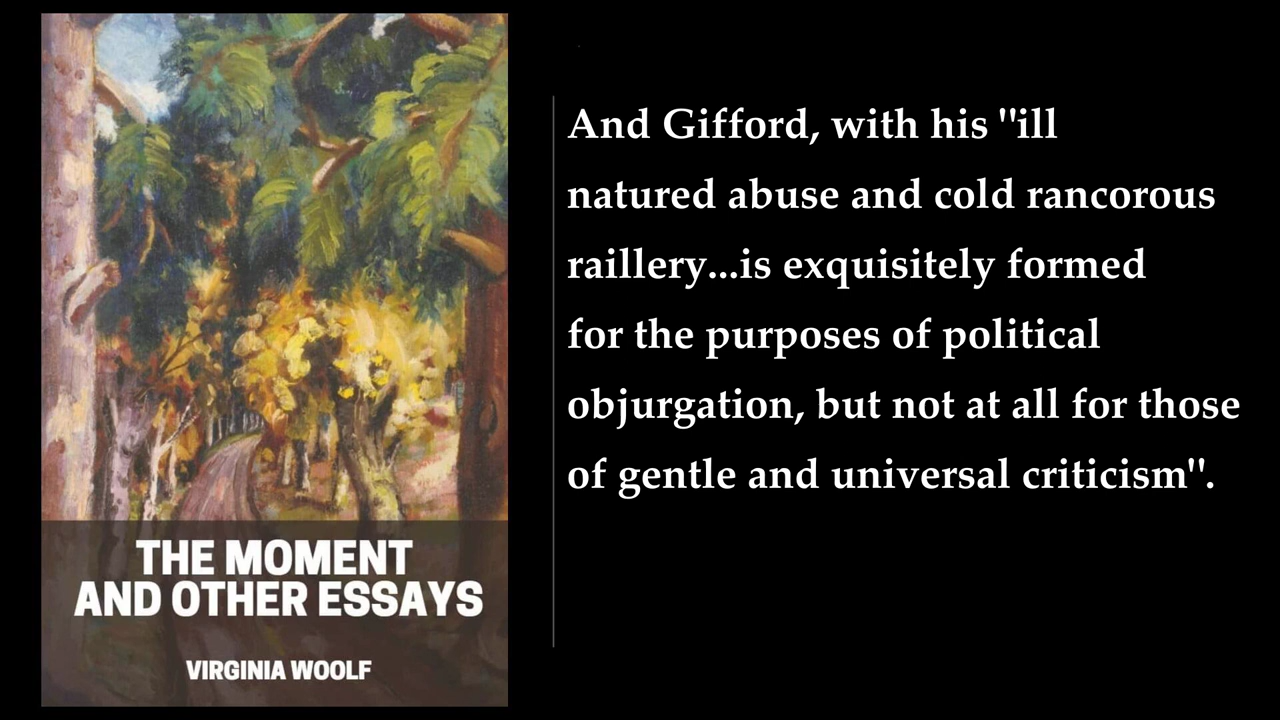 THE MOMENT
AND OTHER ESSAYS
VIRGINIA WOOLF
And Gifford, with his "ill
natured abuse and cold rancorous
raillery...is exquisitely formed
for the purposes of political
objurgation, but not at all for those
of gentle and universal criticism".